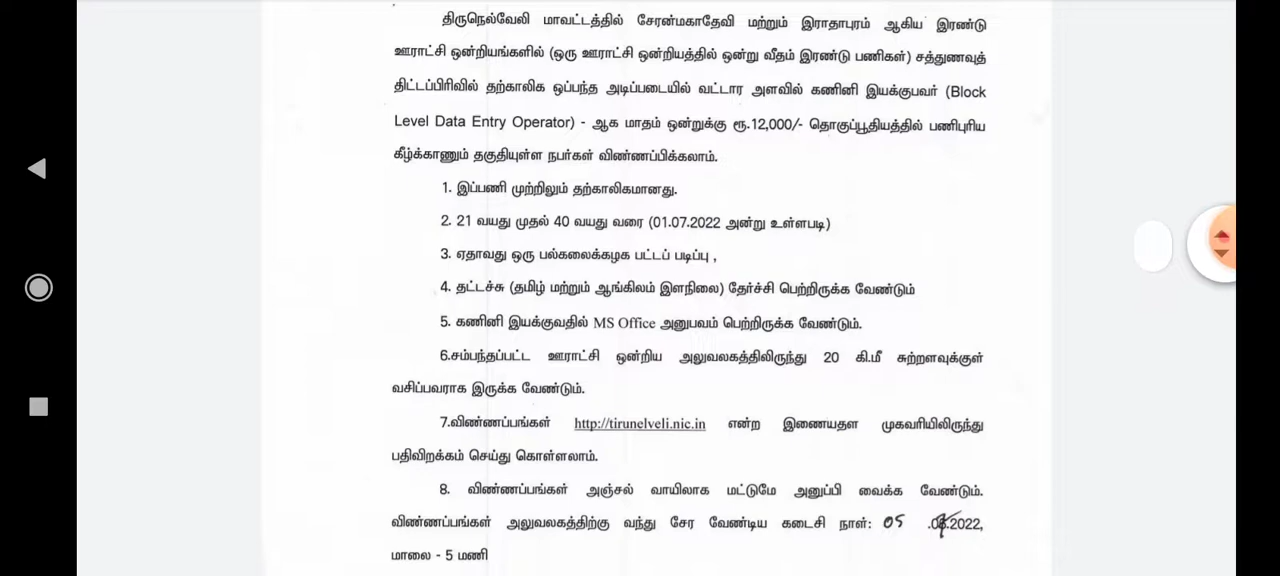 திருநெல்வேலி மாவட்டத்தில் சேரன்மகாதேவி மற்றும் இராதாபுரம் ஆகிய இரண்டு
ஊராட்சி ஒன்றியங்களில் (ஒரு ஊராட்சி ஒன்றியத்தில் ஒன்று வீதம் இரண்டு பணிகள்) சத்துணவுத்
திட்டப்பிரிவில் தற்காலிக ஒப்பந்த அடிப்படையில் வட்டார அளவில் கணினி இயக்குபவர் (Block
Level Data Entry Operator) - ஆக மாதம் ஒன்றுக்கு ரூ.12,000/- தொகுப்பூதியத்தில் பணிபுரிய
கீழ்க்காணும் தகுதியுள்ள நபர்கள் விண்ணப்பிக்கலாம்.
1. இப்பணி முற்றிலும் தற்காலிகமானது.
2. 21 வயது முதல் 40 வயது வரை (01.07.2022 அன்று உள்ளபடி)
3. ஏதாவது ஒரு பல்கலைக்கழக பட்டப் படிப்பு ,
4. தட்டச்சு (தமிழ் மற்றும் ஆங்கிலம் இளநிலை) தேர்ச்சி பெற்றிருக்க வேண்டும்
5. கணினி இயக்குவதில் MS Office அனுபவம் பெற்றிருக்க வேண்டும்.
6.சம்பந்தப்பட்ட ஊராட்சி ஒன்றிய அலுவலகத்திலிருந்து 20 கி.மீ சுற்றளவுக்குள்
வசிப்பவராக இருக்க வேண்டும்.
7.விண்ணப்பங்கள் http://tirunelveli.nic.in என்ற இணையதள முகவரியிலிருந்து
பதிவிறக்கம் செய்து கொள்ளலாம்.
8. விண்ணப்பங்கள் அஞ்சல் வாயிலாக மட்டுமே அனுப்பி வைக்க வேண்டும்.
விண்ணப்பங்கள் அலுவலகத்திற்கு வந்து சேர வேண்டிய கடைசி நாள்: 05 .2022,
மாலை - 5 மணி